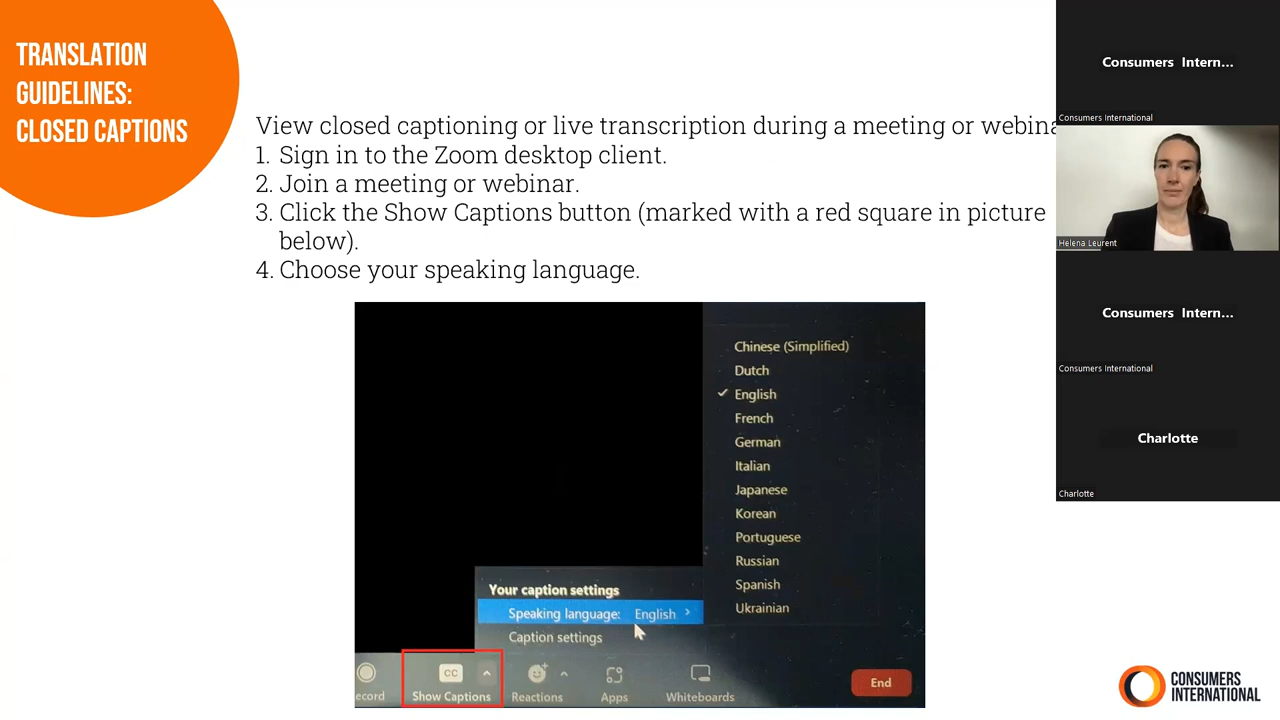 TRANSLATION
GUIDELINES:
CLOSED CAPTIONS
View closed captioning or live transcription during a meeting or webina
1. Sign in to the Zoom desktop client.
2. Join a meeting or webinar.
3. Click the Show Captions button (marked with a red square in picture
below).
4. Choose your speaking language.
Chinese (Simplified)
Dutch
✓ English
French
German
Italian
Japanese
Korean
Portuguese
Russian
Spanish
Ukrainian
Your caption settings
Speaking language: English >
Caption settings
ecord
CC
Show Captions
Reactions
Apps
Whiteboards
End
Consumers Intern...
Consumers International
Helena Leurent
Consumers Intern...
Consumers International
Charlotte
Charlotte
CONSUMERS
INTERNATIONAL